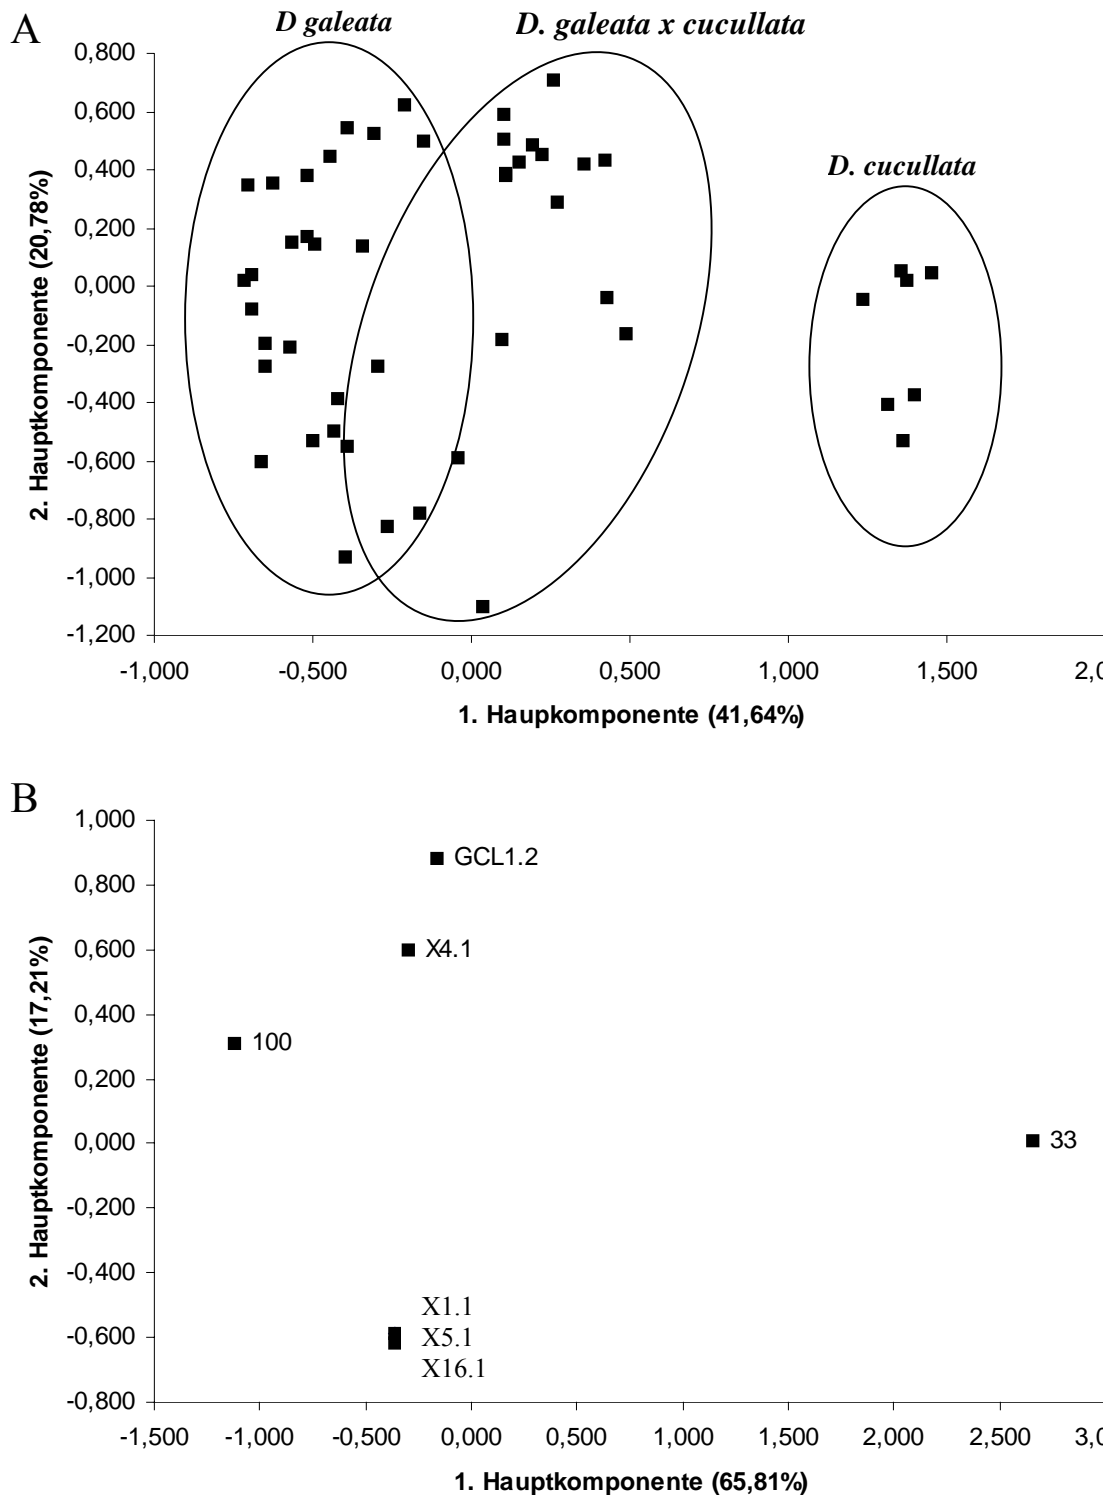 A
D galeata
D. galeata x cucullata
D. cucullata
0,800
0,600
0,400
0,200
0,000
-0,200
-0,400
-0,600
-0,800
-1,000
-1,200
2. Hauptkomponente (20,78%)
-1,000 -0,500 0,000 0,500 1,000 1,500 2,0
1. Haupkomponente (41,64%)
B
1,000
0,800
0,600
0,400
0,200
0,000
-0,200
-0,400
-0,600
-0,800
2. Hauptkomponente (17,21%)
GCL1.2
X4.1
100
33
X1.1
X5.1
X16.1
-1,500 -1,000 -0,500 0,000 0,500 1,000 1,500 2,000 2,500 3,0
1. Hauptkomponente (65,81%)